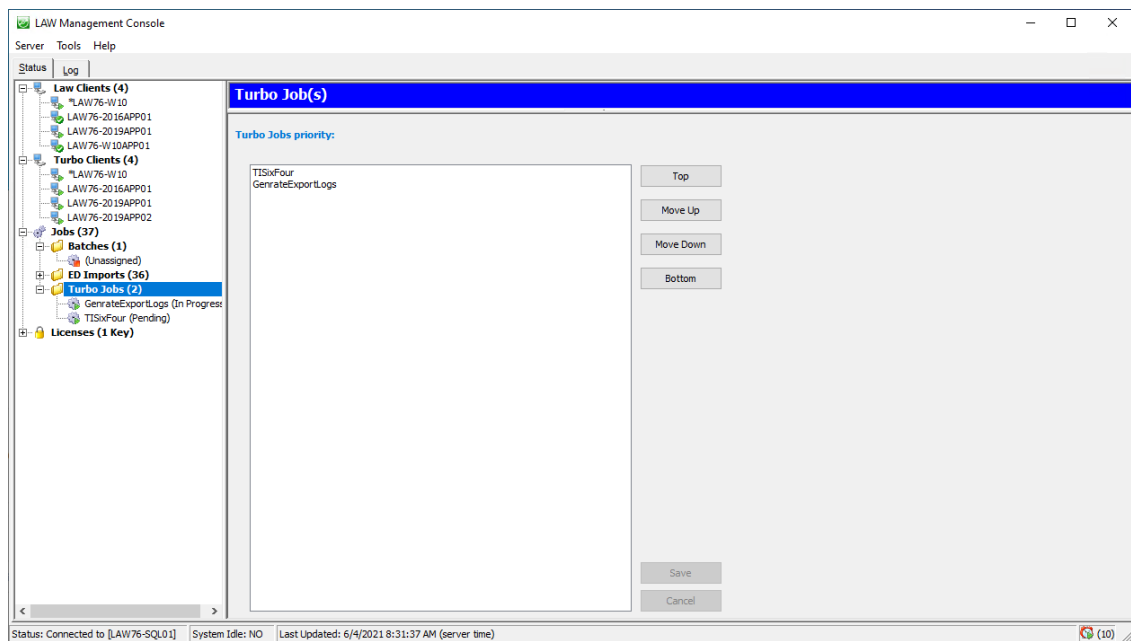 LAW Management Console
Server Tools Help
Status Log
Law Clients (4)
"LAW76-W10
LAW76-2016APP01
LAW76-2019APP01
LAW76-W10APP01
Turbo Clients (4)
"LAW76-W10
LAW76-2016APP01
LAW76-2019APP01
LAW76-2019APP02
Jobs (37)
Batches (1)
(Unassigned)
ED Imports (36)
Turbo Jobs (2)
GenrateExportLogs (In Progress
TISixFour (Pending)
Licenses (1 Key)
Turbo Job(s)
Turbo Jobs priority:
TISixFour
GenrateExportLogs
Top
Move Up
Move Down
Bottom
Save
Cancel
Status: Connected to [LAW76-SQL01] System Idle: NO Last Updated: 6/4/2021 8:31:37 AM (server time) (10)